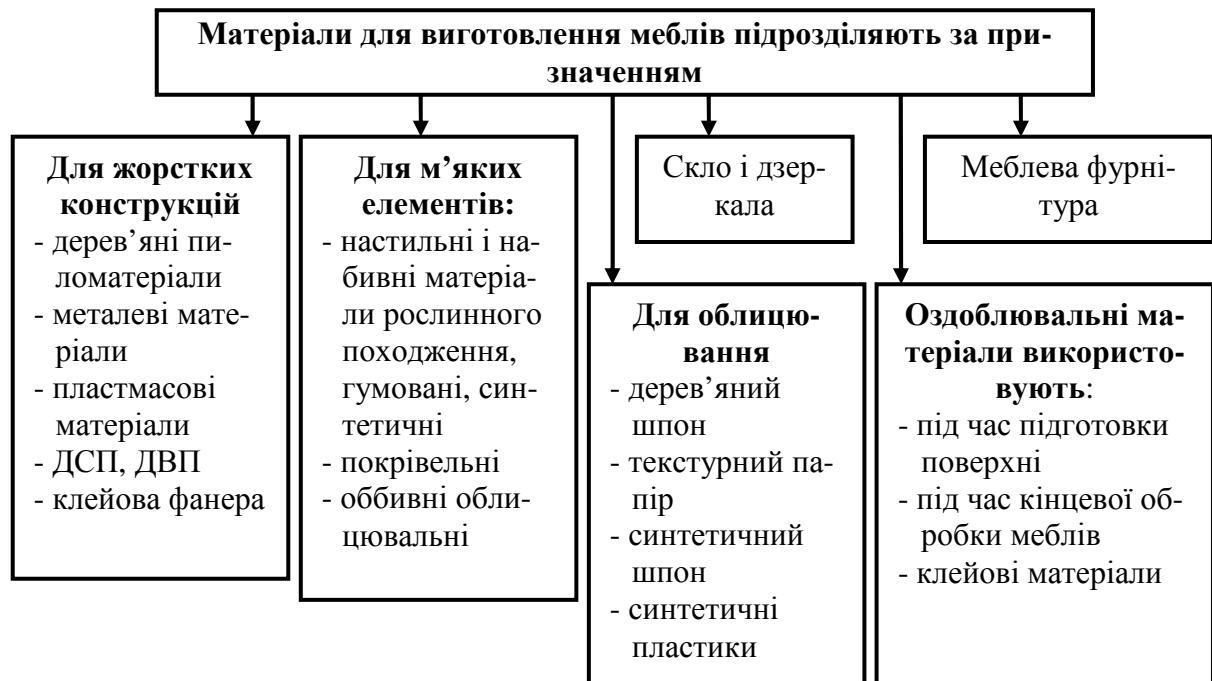 Матеріали для виготовлення меблів підрозділяють за при-
значенням
Для жорстких
конструкцій
- дерев’яні пи-
ломатеріали
- металеві мате-
ріали
- пластмасові
матеріали
- ДСП, ДВП
- клейова фанера
Для м’яких
елементів:
- настильні і на-
бивні матеріа-
ли рослинного
походження,
гумовані, син-
тетичні
- покрівельні
- оббивні обли-
цювальні
Скло і дзер-
кала
Меблева фурні-
тура
Для облицю-
вання
- дерев’яний
шпон
- текстурний па-
пір
- синтетичний
шпон
- синтетичні
пластики
Оздоблювальні ма-
теріали використо-
вують:
- під час підготовки
поверхні
- під час кінцевої об-
робки меблів
- клейові матеріали